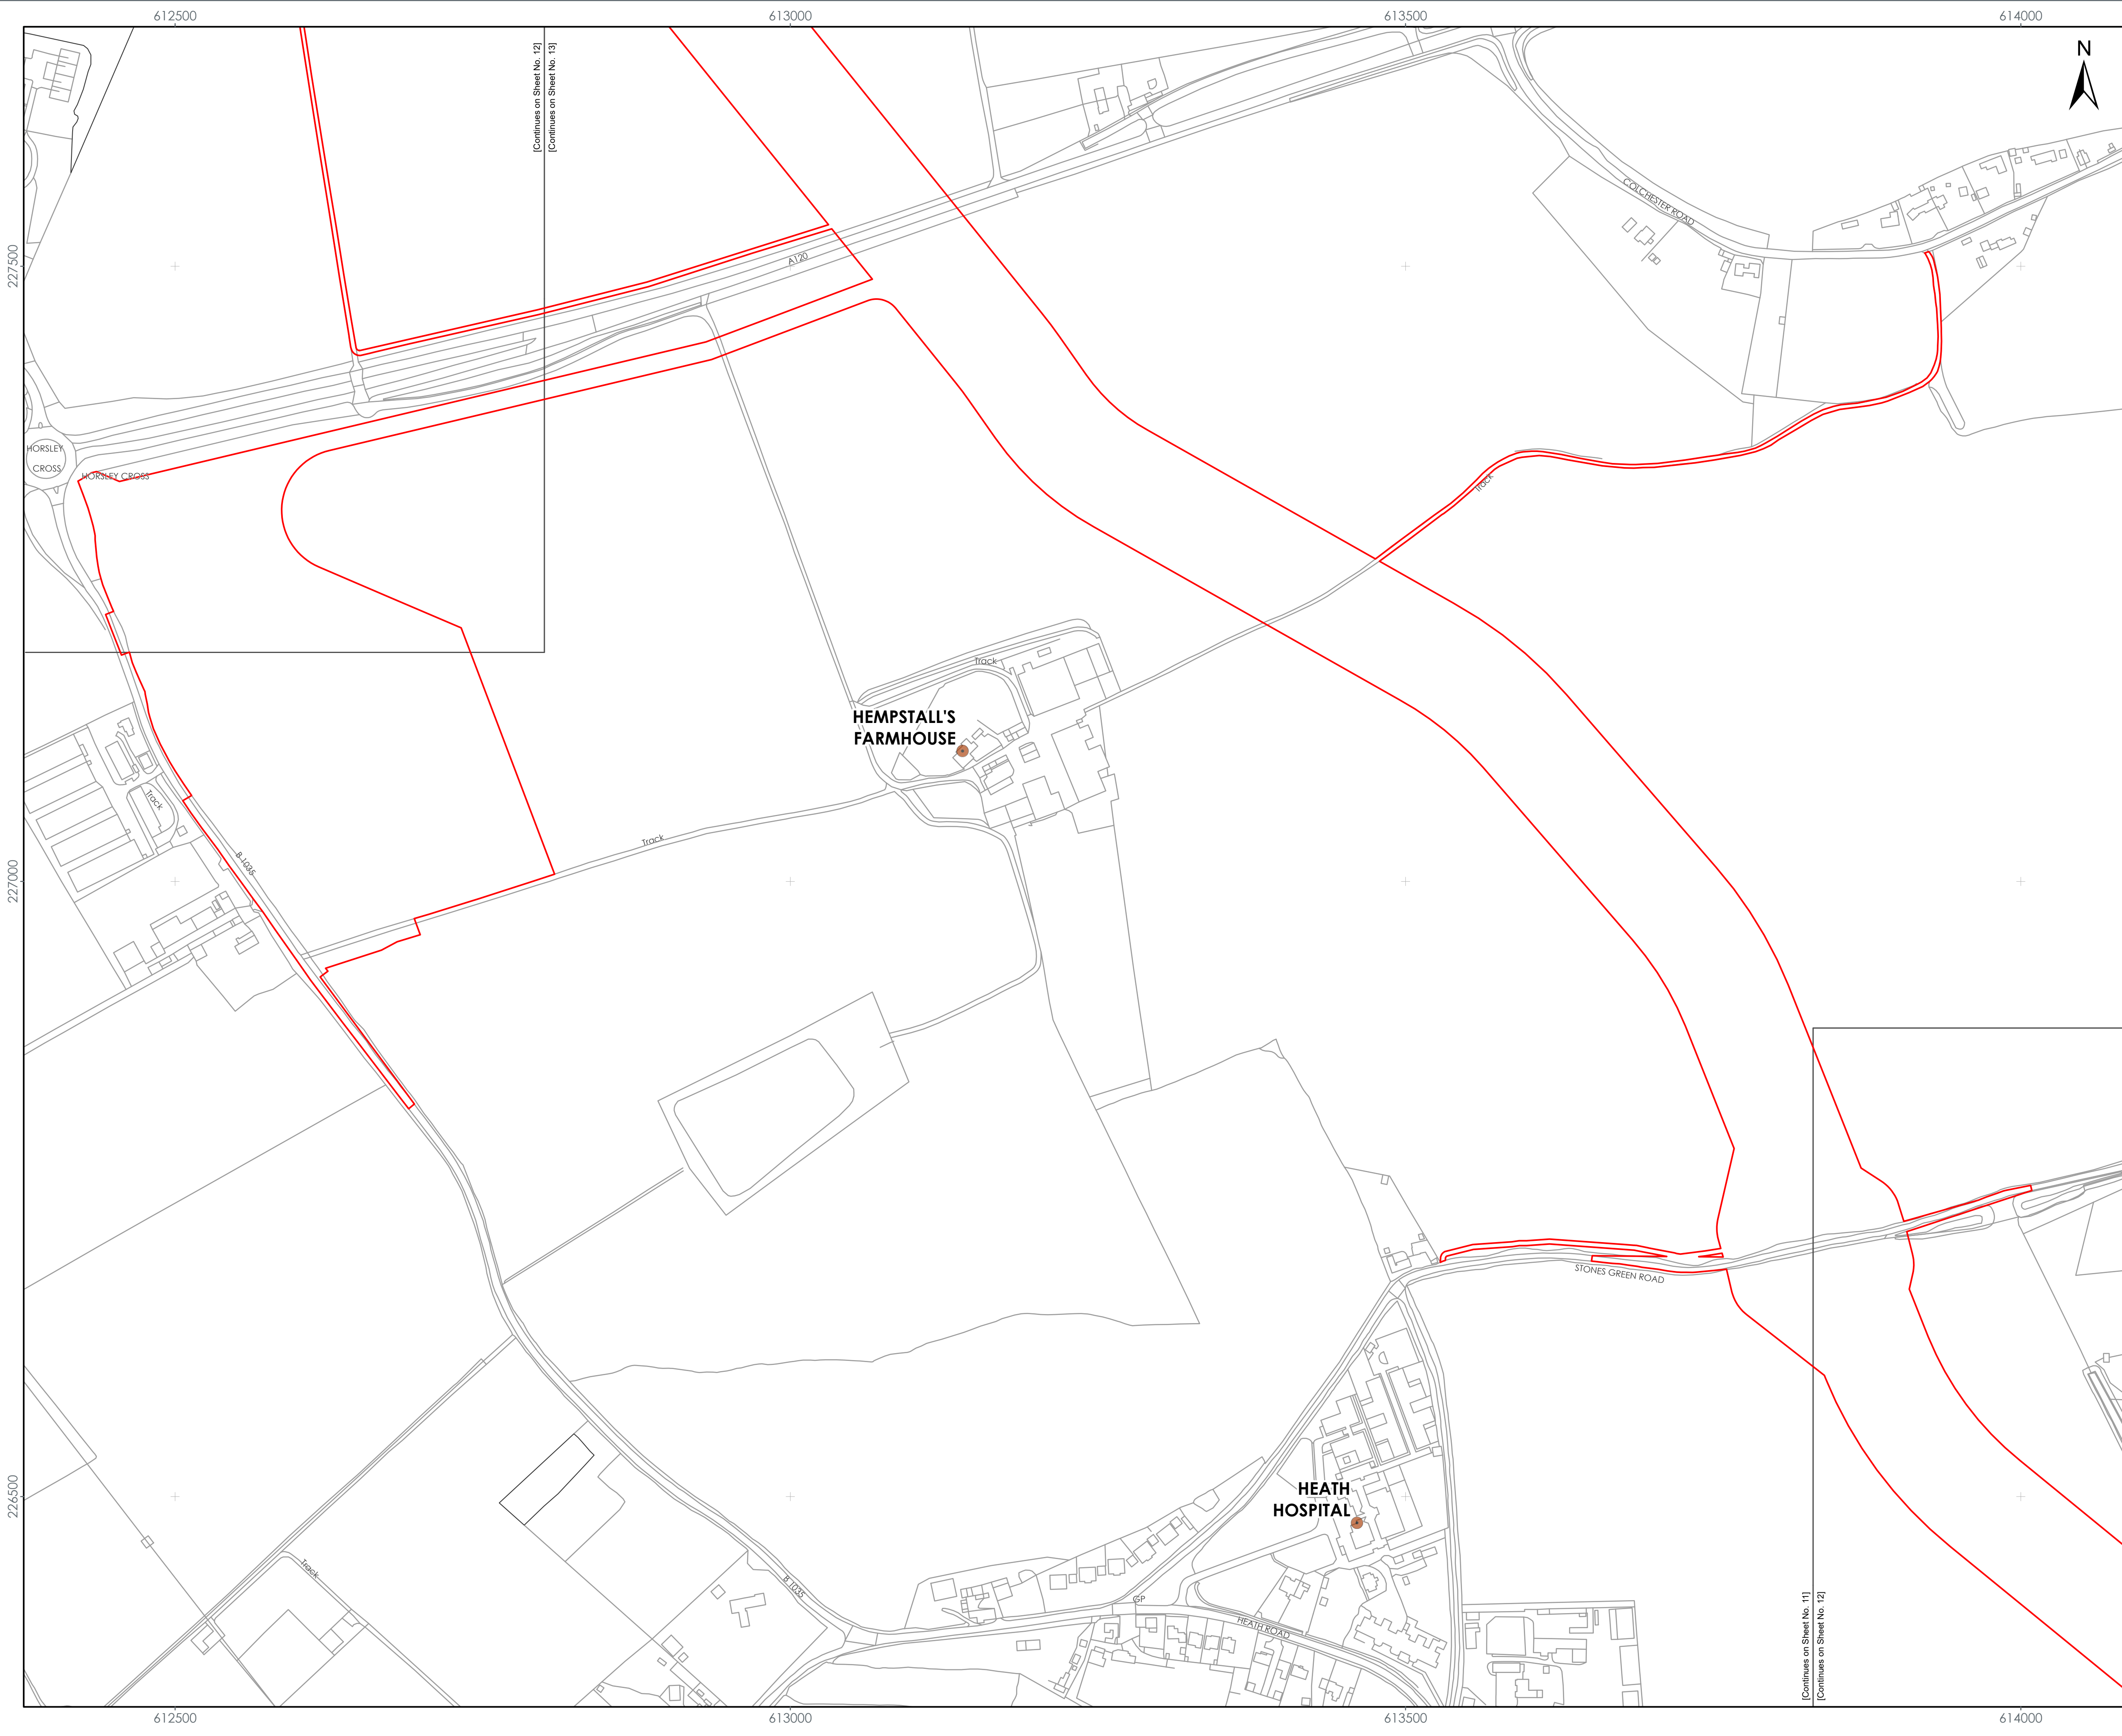 612500
613000
613500
614000
[Continues on Sheet No. 12]
[Continues on Sheet No. 13]
N
COLCHESTER ROAD
227500
A120
HORSLEY
CROSS
HORSLEY CROSS
Track
Track
HEMPSTALL'S
FARMHOUSE
Track
Track
B 1035
227000
STONES GREEN ROAD
226500
HEATH
HOSPITAL
Track
B 1035
GP
HEATH ROAD
[Continues on Sheet No. 11]
[Continues on Sheet No. 12]
612500
613000
613500
614000